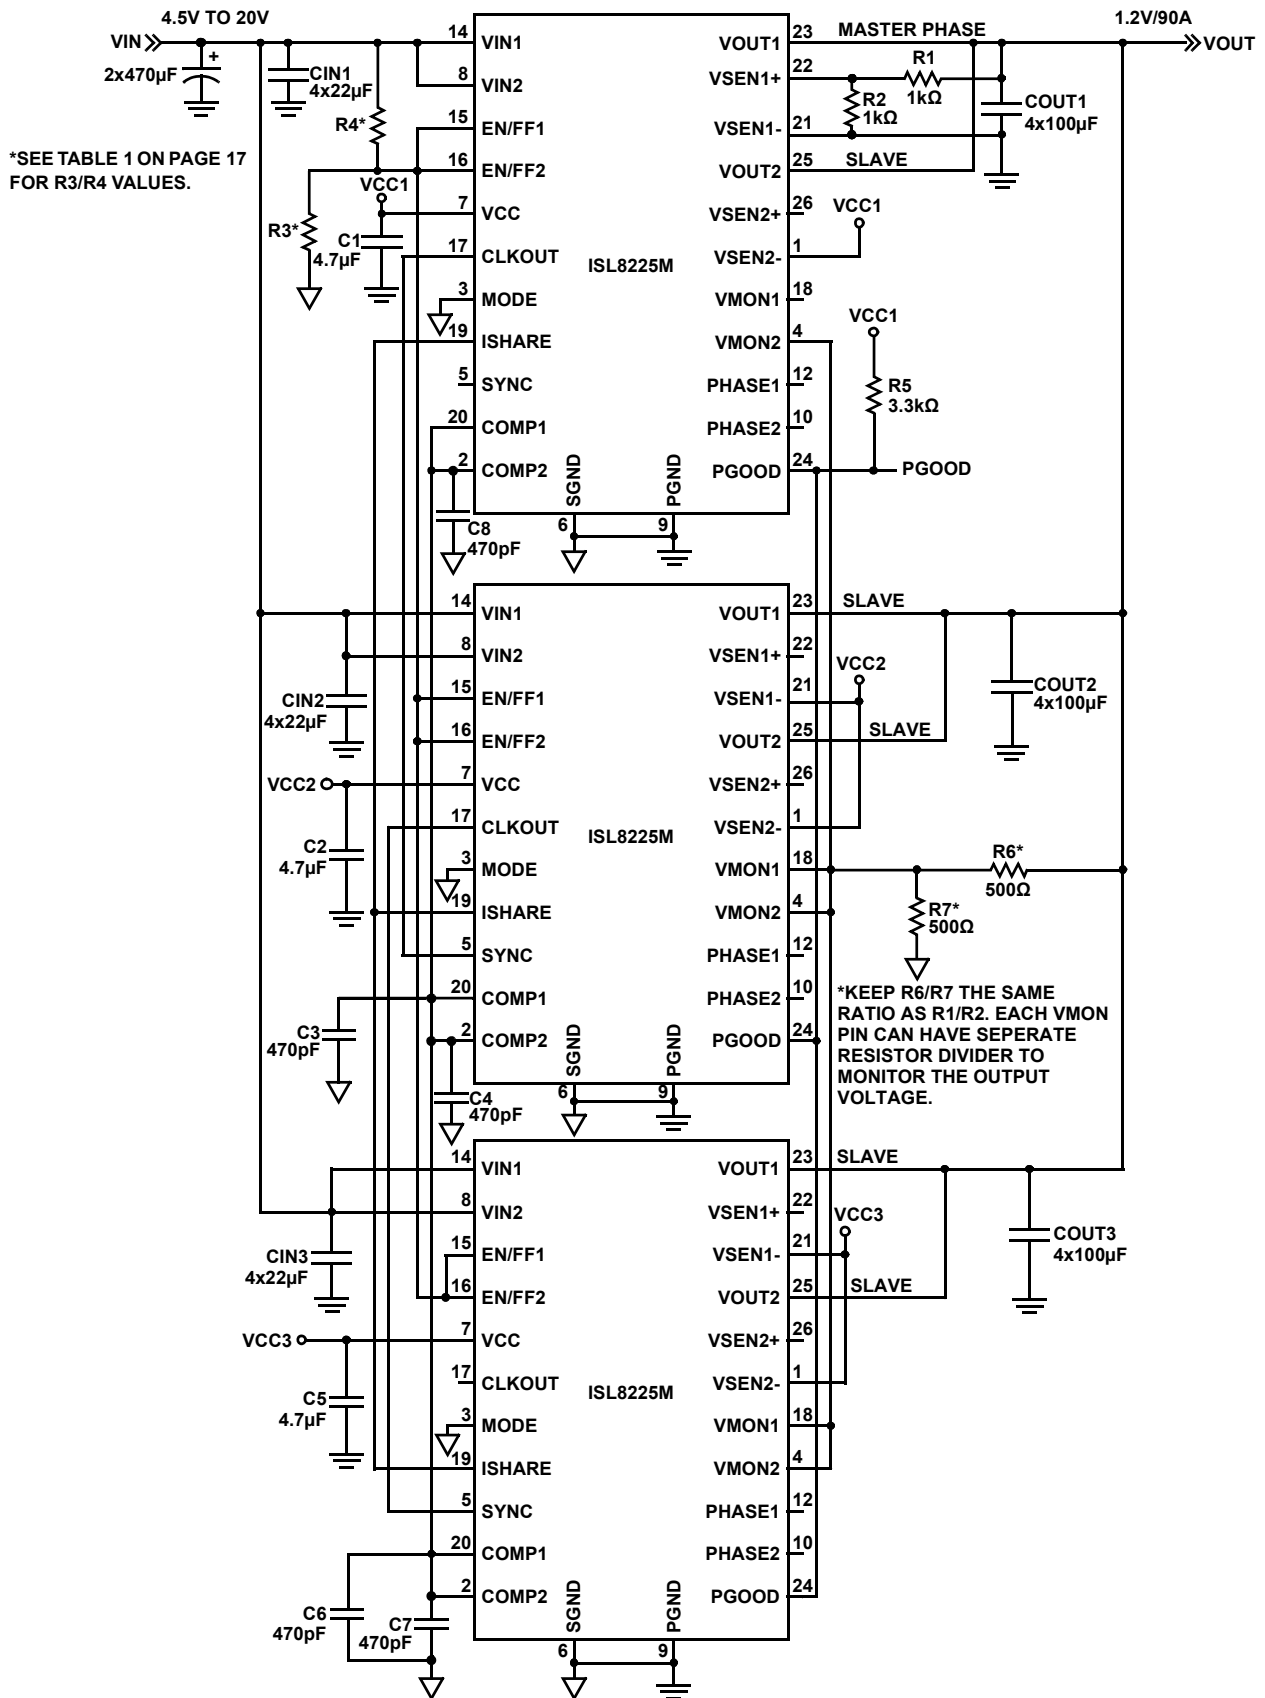 4.5V TO 20V
VIN
2x470µF
+
CIN1
4x22µF
R4*
*SEE TABLE 1 ON PAGE 17
FOR R3/R4 VALUES.
R3*
VCC1
C1
4.7µF
14 VIN1
8 VIN2
15 EN/FF1
16 EN/FF2
7 VCC
17 CLKOUT
3 MODE
19 ISHARE
5 SYNC
20 COMP1
2 COMP2
ISL8225M
6 SGND
9 PGND
VOUT1 23
VSEN1+ 22
VSEN1- 21
VOUT2 25
VSEN2+ 26
VSEN2- 1
VMON1 18
VMON2 4
PHASE1 12
PHASE2 10
PGOOD 24
MASTER PHASE
SLAVE
R1
1kΩ
R2
1kΩ
COUT1
4x100µF
1.2V/90A
VOUT
VCC1
VCC1
R5
3.3kΩ
PGOOD
C8
470pF
CIN2
4x22µF
VCC2
C2
4.7µF
C3
470pF
C4
470pF
14 VIN1
8 VIN2
15 EN/FF1
16 EN/FF2
7 VCC
17 CLKOUT
3 MODE
19 ISHARE
5 SYNC
20 COMP1
2 COMP2
ISL8225M
6 SGND
9 PGND
VOUT1 23
VSEN1+ 22
VSEN1- 21
VOUT2 25
VSEN2+ 26
VSEN2- 1
VMON1 18
VMON2 4
PHASE1 12
PHASE2 10
PGOOD 24
SLAVE
VCC2
SLAVE
COUT2
4x100µF
R6*
500Ω
R7*
500Ω
*KEEP R6/R7 THE SAME
RATIO AS R1/R2. EACH VMON
PIN CAN HAVE SEPERATE
RESISTOR DIVIDER TO
MONITOR THE OUTPUT
VOLTAGE.
CIN3
4x22µF
VCC3
C5
4.7µF
C6
470pF
C7
470pF
14 VIN1
8 VIN2
15 EN/FF1
16 EN/FF2
7 VCC
17 CLKOUT
3 MODE
19 ISHARE
5 SYNC
20 COMP1
2 COMP2
ISL8225M
6 SGND
9 PGND
VOUT1 23
VSEN1+ 22
VSEN1- 21
VOUT2 25
VSEN2+ 26
VSEN2- 1
VMON1 18
VMON2 4
PHASE1 12
PHASE2 10
PGOOD 24
SLAVE
VCC3
SLAVE
COUT3
4x100µF